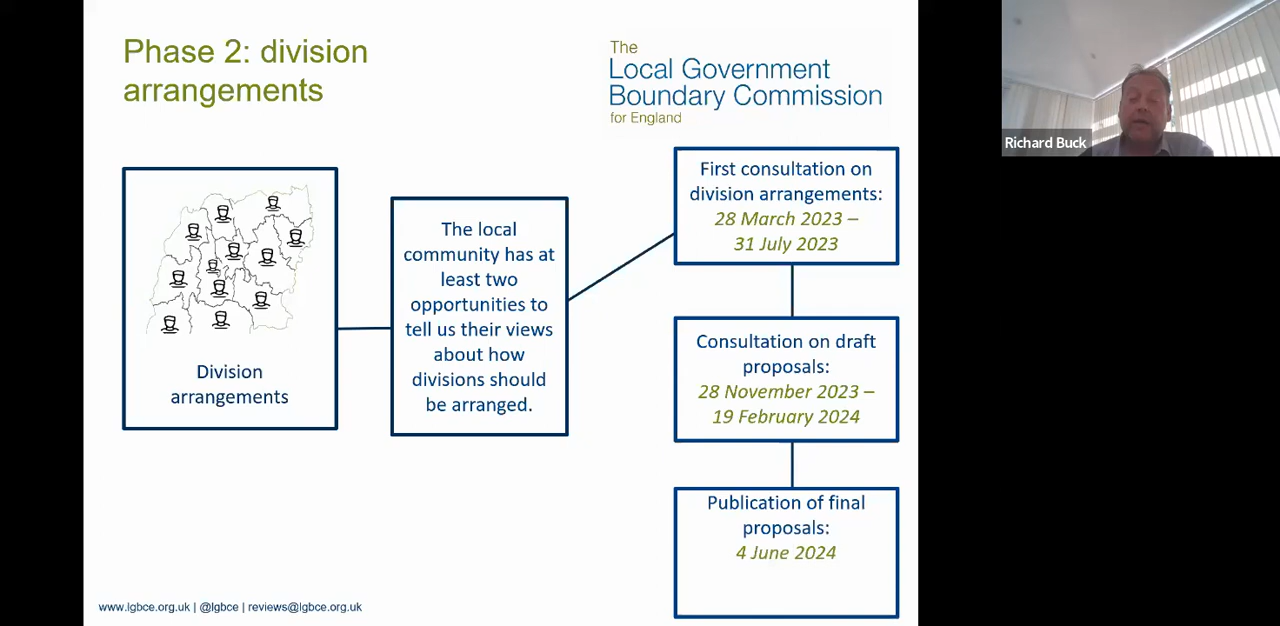 Phase 2: division
arrangements
The
Local Government
Boundary Commission
for England
Richard Buck
Division
arrangements
The local
community has at
least two
opportunities to
tell us their views
about how
divisions should
be arranged.
First consultation on
division arrangements:
28 March 2023 –
31 July 2023
Consultation on draft
proposals:
28 November 2023 –
19 February 2024
Publication of final
proposals:
4 June 2024
www.lgbce.org.uk | @lgbce | reviews@lgbce.org.uk